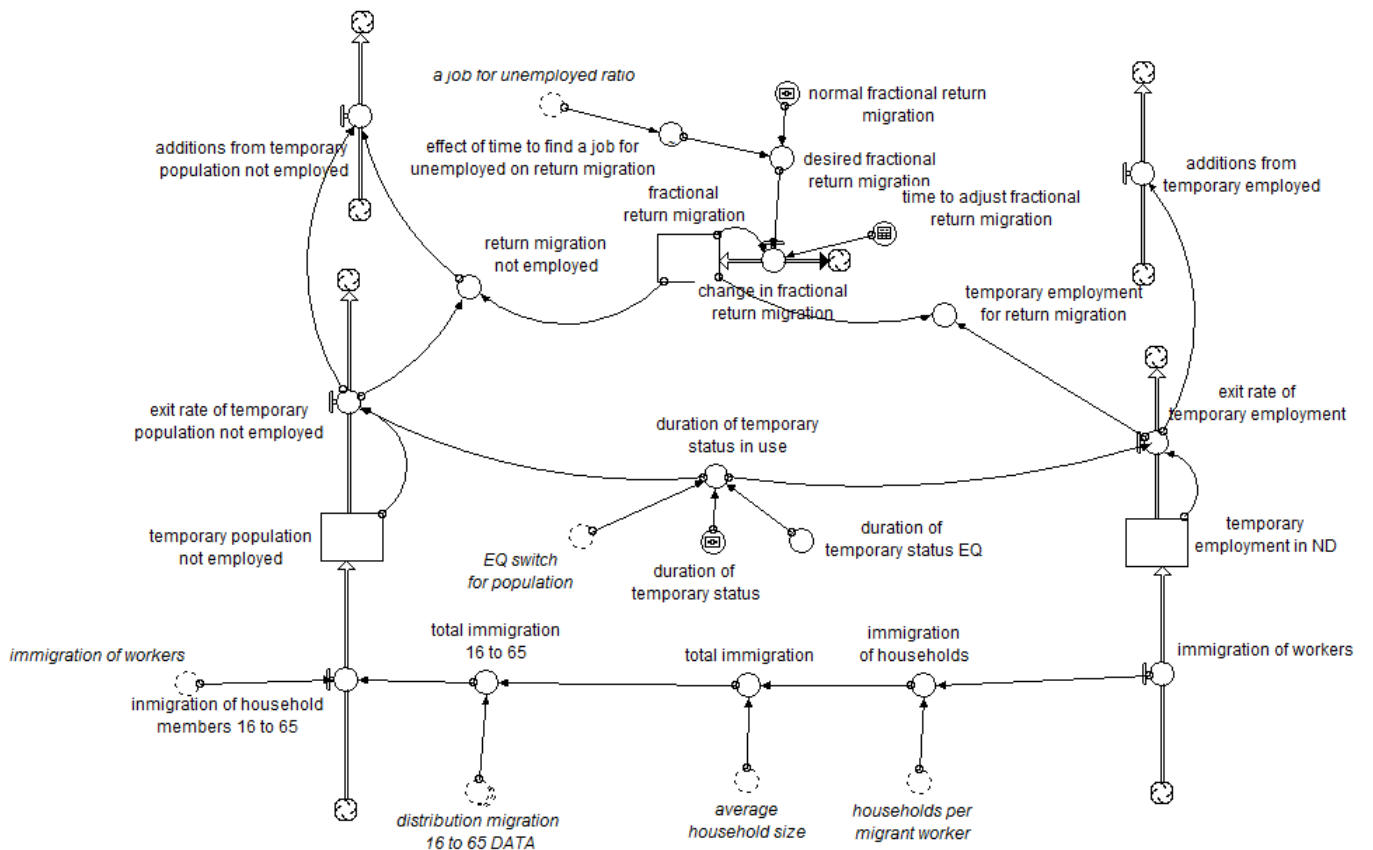 a job for unemployed ratio
normal fractional return
migration
additions from temporary
population not employed
effect of time to find a job for
unemployed on return migration
desired fractional
return migration
additions from
temporary employed
fractional
return migration
time to adjust fractional
return migration
return migration
not employed
change in fractional
return migration
temporary employment
for return migration
exit rate of temporary
population not employed
duration of temporary
status in use
exit rate of
temporary employment
temporary population
not employed
EQ switch
for population
duration of
temporary status
duration of
temporary status EQ
temporary
employment in ND
immigration of workers
total immigration
16 to 65
total immigration
immigration
of households
immigration of workers
inmigration of household
members 16 to 65
distribution migration
16 to 65 DATA
average
household size
households per
migrant worker